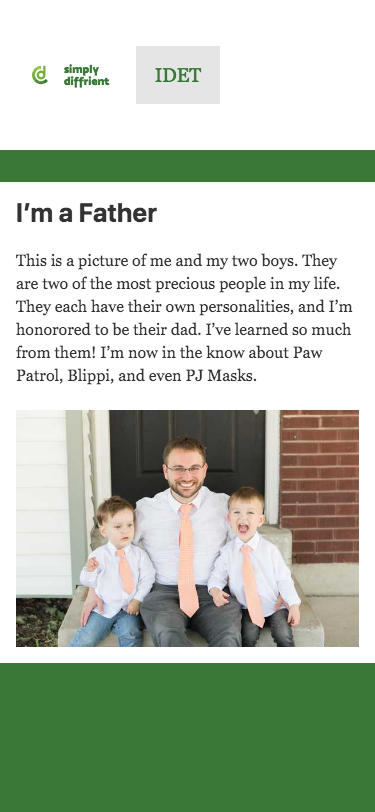 simply
diffrient
IDET
I'm a Father
This is a picture of me and my two boys. They
are two of the most precious people in my life.
They each have their own personalities, and I'm
honorored to be their dad. I've learned so much
from them! I'm now in the know about Paw
Patrol, Blippi, and even PJ Masks.